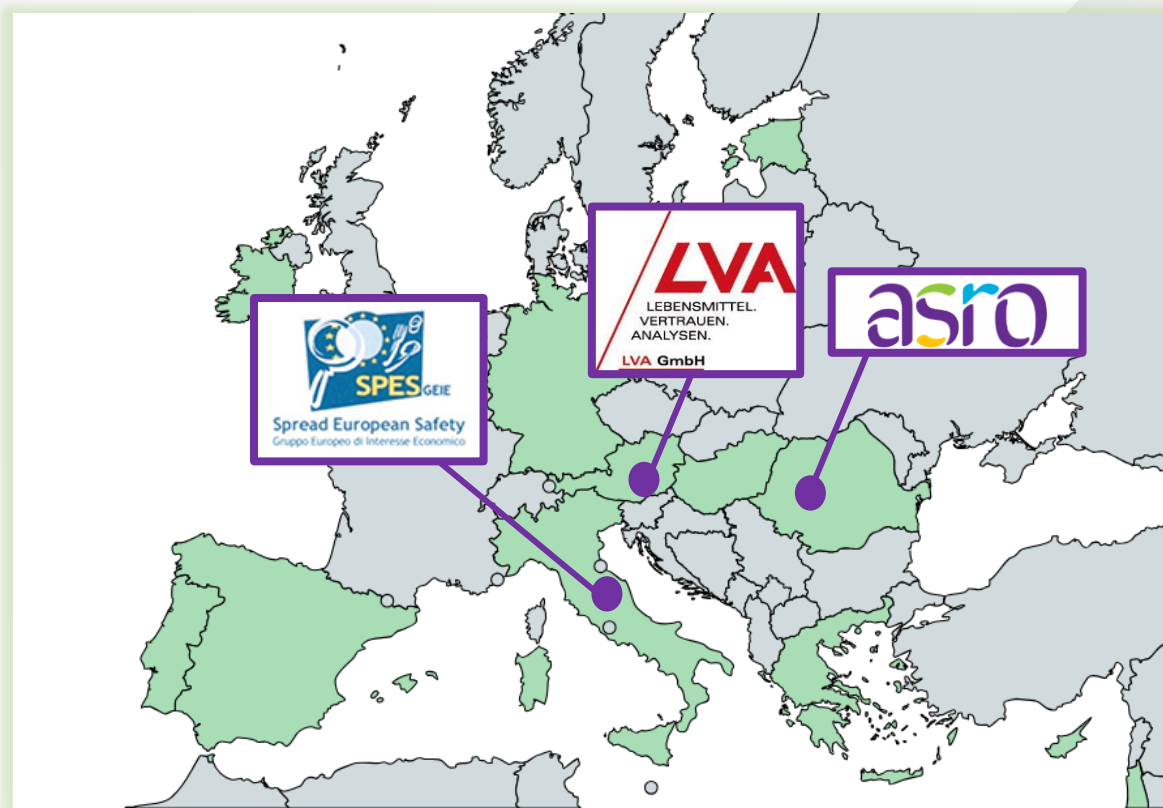 LVA
LEBENSMITTEL.
VERTRAUEN.
ANALYSEN.
LVA GmbH
asro
SPES GEIE
Spread European Safety
Gruppo Europeo di Interesse Economico